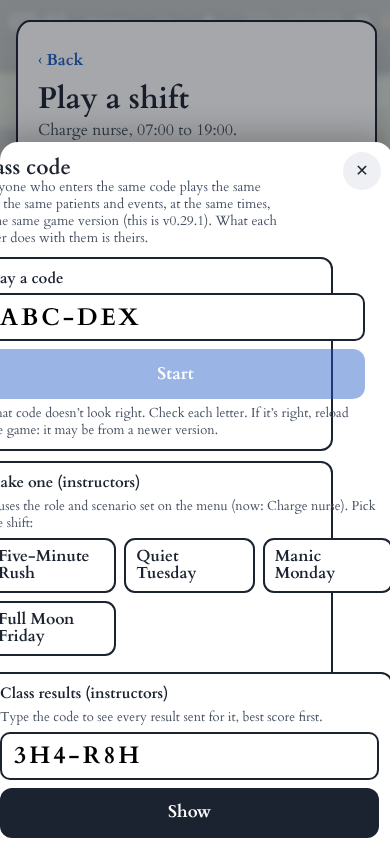 ‹ Back
Play a shift
Charge nurse, 07:00 to 19:00.
ass code
✕
yone who enters the same code plays the same
the same patients and events, at the same times,
he same game version (this is v0.29.1). What each
er does with them is theirs.
ay a code
ABC-DEX
Start
hat code doesn't look right. Check each letter. If it's right, reload
e game: it may be from a newer version.
ake one (instructors)
uses the role and scenario set on the menu (now: Charge nurse). Pick
e shift:
Five-Minute
Rush
Quiet
Tuesday
Manic
Monday
Full Moon
Friday
Class results (instructors)
Type the code to see every result sent for it, best score first.
3H4-R8H
Show